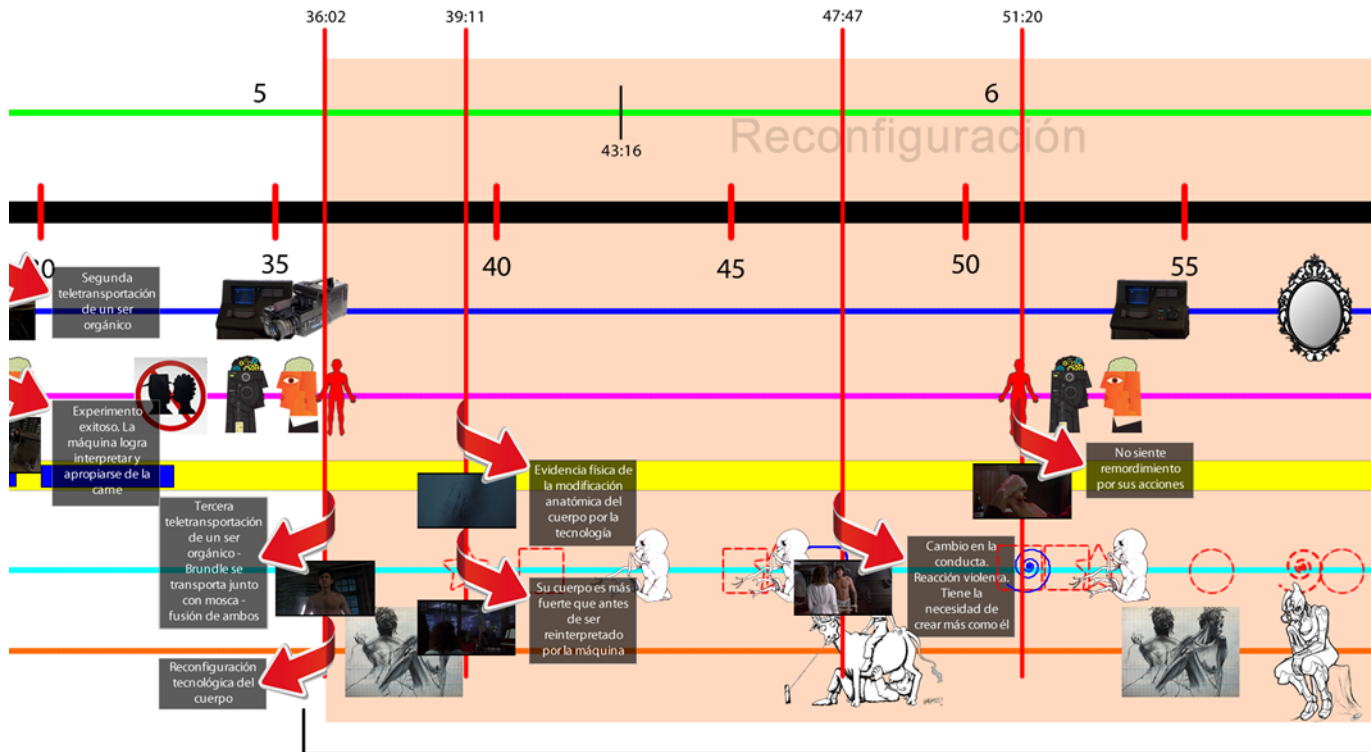 36:02
39:11
47:47
51:20
5
6
43:16
Reconfiguración
35
40
45
50
55
Segunda
teletransportación
de un ser
orgánico
Experimento
exitoso. La
máquina logra
interpretar y
apropiarse de la
carne
Tercera
teletransportación
de un ser
orgánico -
Brundle se
transporta junto
con mosca -
fusión de ambos
Reconfiguración
tecnológica del
cuerpo
Evidencia física de
la modificación
anatómica del
cuerpo por la
tecnología
Su cuerpo es más
fuerte que antes
de ser
reinterpretado
por la máquina
Cambio en la
conducta.
Reacción violenta.
Tiene la
necesidad de
crear más como él
No siente
remordimiento
por sus acciones